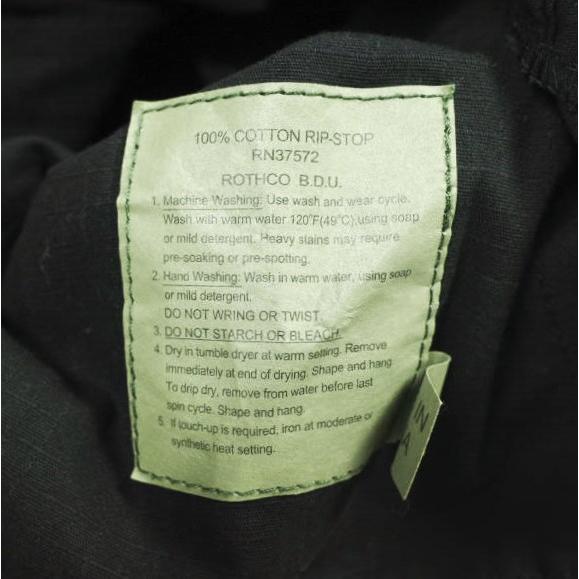 100% COTTON RIP-STOP
RN37572
ROTHCO B.D.U.
1. Machine Washing: Use wash and wear cycle.
Wash with warm water 120°F(49°C),using soap
or mild detergent. Heavy stains may require
pre-soaking or pre-spotting.
2. Hand Washing: Wash in warm water, using soap
or mild detergent.
DO NOT WRING OR TWIST.
3. DO NOT STARCH OR BLEACH.
4. Dry in tumble dryer at warm setting. Remove
immediately at end of drying. Shape and hang
To drip dry, remove from water before last
spin cycle. Shape and hang.
5. If touch-up is required, iron at moderate or
synthetic heat setting.
IN
A